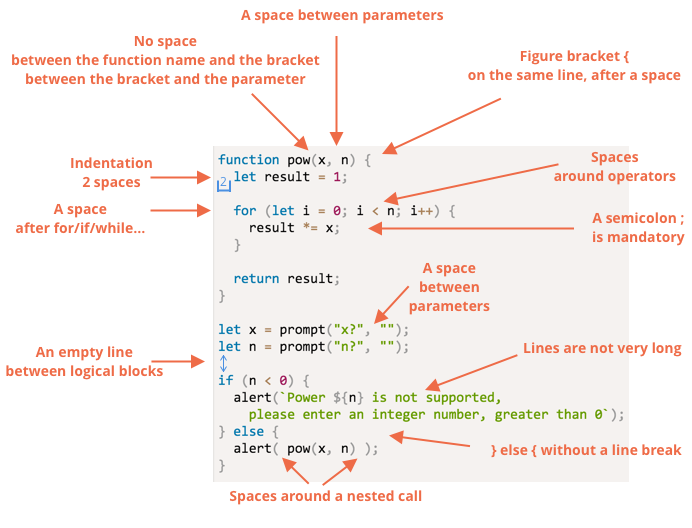 A space between parameters
No space
between the function name and the bracket
between the bracket and the parameter
Figure bracket {
on the same line, after a space
Indentation
2 spaces
A space
after for/if/while...
Spaces
around operators
A semicolon ;
is mandatory
function pow(x, n) {
2
  let result = 1;
  for (let i = 0; i < n; i++) {
    result *= x;
  }
  return result;
}
A space
between
parameters
let x = prompt("x?", "");
let n = prompt("n?", "");
An empty line
between logical blocks
Lines are not very long
if (n < 0) {
  alert(`Power ${n} is not supported,
    please enter an integer number, greater than 0`);
} else {
  alert( pow(x, n) );
}
} else { without a line break
Spaces around a nested call